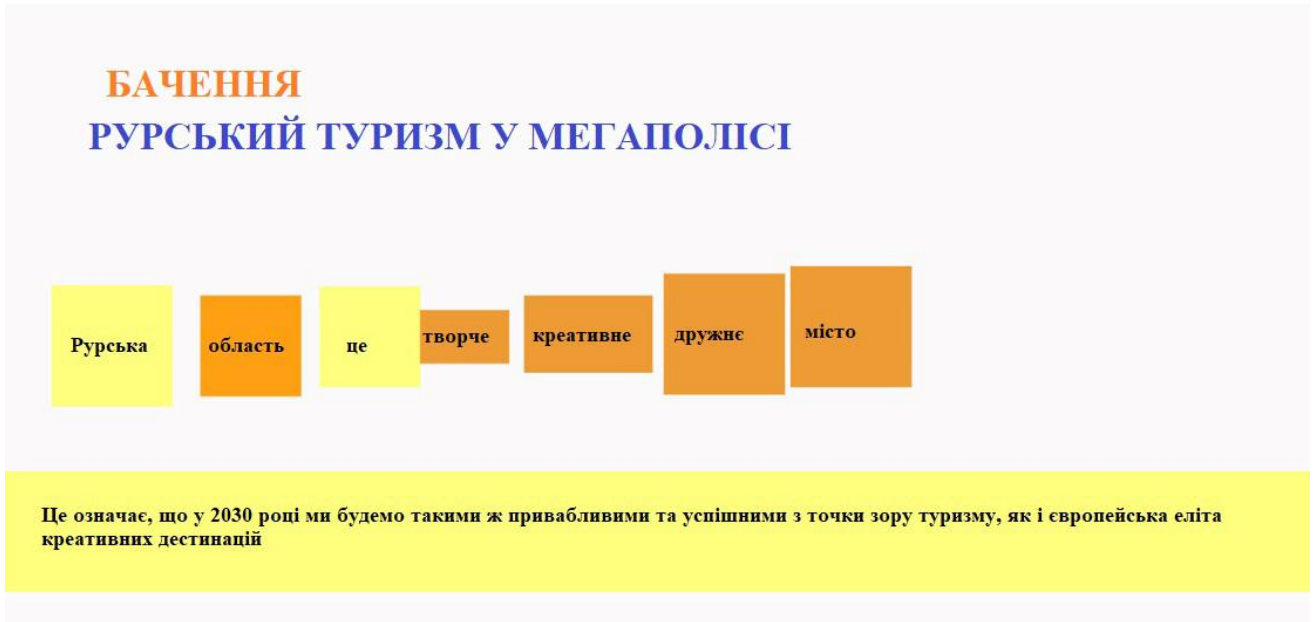 БАЧЕННЯ
РУРСЬКИЙ ТУРИЗМ У МЕГАПОЛІСІ
Рурська область це творче креативне дружнє місто
Це означає, що у 2030 році ми будемо такими ж привабливими та успішними з точки зору туризму, як і європейська еліта
креативних дестинацій